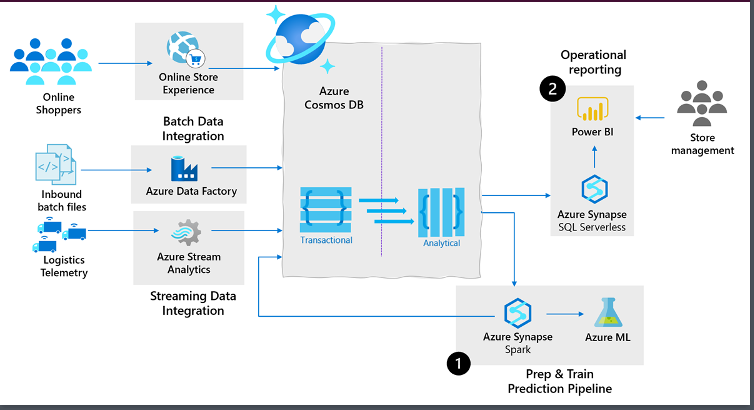 Online
Shoppers
Online Store
Experience
Azure
Cosmos DB
Operational
reporting
2
Power BI
Store
management
Batch Data
Integration
Inbound
batch files
Azure Data Factory
Azure Synapse
SQL Serverless
Transactional
Analytical
Logistics
Telemetry
Azure Stream
Analytics
Streaming Data
Integration
Azure Synapse
Spark
Azure ML
1
Prep & Train
Prediction Pipeline